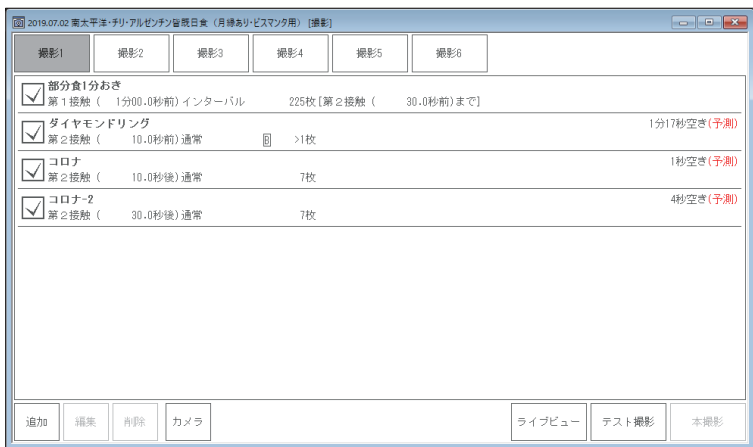 2019.07.02 南太平洋・チリ・アルゼンチン皆既日食（月縁あり・ビスマンタ用） [撮影]
撮影1 撮影2 撮影3 撮影4 撮影5 撮影6
部分食1分おき
第1接触 ( 1分00.0秒前) インターバル 225枚 [第2接触 ( 30.0秒前)まで]
ダイヤモンドリング 1分17秒空き(予測)
第2接触 ( 10.0秒前) 通常 B >1枚
コロナ 1秒空き(予測)
第2接触 ( 10.0秒後) 通常 7枚
コロナ-2 4秒空き(予測)
第2接触 ( 30.0秒後) 通常 7枚
追加 編集 削除 カメラ ライブビュー テスト撮影 本撮影